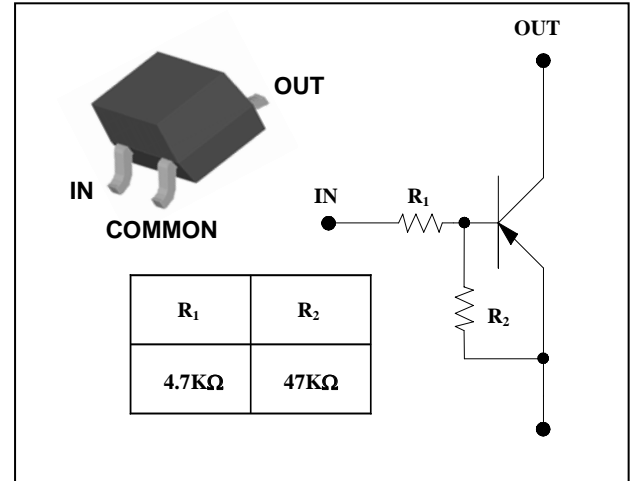 OUT
OUT
IN
COMMON
IN
R₁
R₂
R₁ R₂
4.7KΩ 47KΩ